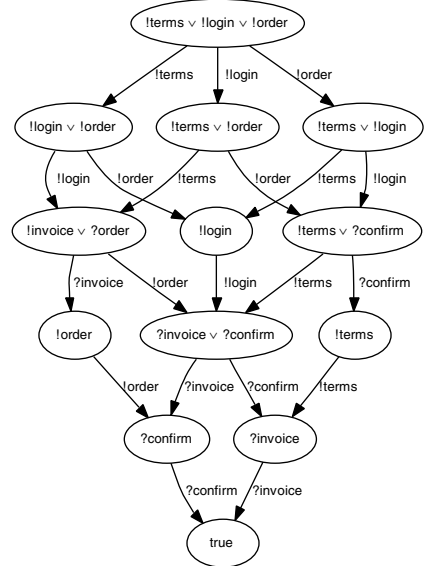 !terms ∨ !login ∨ !order
!terms
!login
!order
!login ∨ !order
!terms ∨ !order
!terms ∨ !login
!login
!order
!terms
!order
!terms
!login
!invoice ∨ ?order
!login
!terms ∨ ?confirm
?invoice
!order
!login
!terms
?confirm
!order
?invoice ∨ ?confirm
!terms
!order
?invoice
?confirm
!terms
?confirm
?invoice
?confirm
?invoice
true